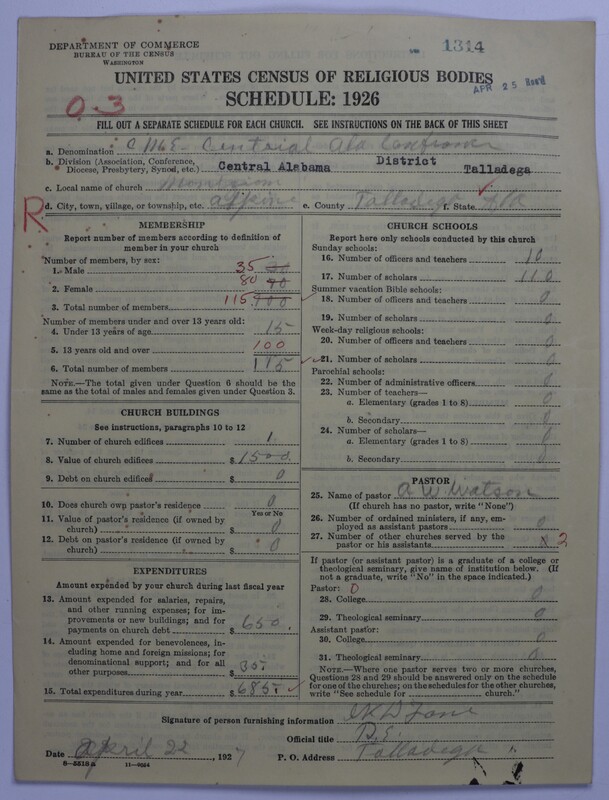 1314
DEPARTMENT OF COMMERCE
BUREAU OF THE CENSUS
WASHINGTON
APR 25 Rec'd
UNITED STATES CENSUS OF RELIGIOUS BODIES
SCHEDULE: 1926
0-3
FILL OUT A SEPARATE SCHEDULE FOR EACH CHURCH. SEE INSTRUCTIONS ON THE BACK OF THIS SHEET
a. Denomination CME- Central Ala
b. Division (Association, Conference, Diocese, Presbytery, Synod, etc.) Central Alabama District Talladega
c. Local name of church
R
d. City, town, village, or township, etc. e. County Talladega f. State Ala
MEMBERSHIP
Report number of members according to definition of
member in your church
Number of members, by sex:
1. Male 35
2. Female 80
3. Total number of members 115
Number of members under and over 13 years old:
4. Under 13 years of age 15
5. 13 years old and over 100
6. Total number of members 115
NOTE.—The total given under Question 6 should be the
same as the total of males and females given under Question 3.
CHURCH BUILDINGS
See instructions, paragraphs 10 to 12
7. Number of church edifices 1
8. Value of church edifices $1500.
9. Debt on church edifices $ 0
10. Does church own pastor's residence? 0
Yes or No
11. Value of pastor's residence (if owned by
church) $ 0
12. Debt on pastor's residence (if owned by
church) $ 0
EXPENDITURES
Amount expended by your church during last fiscal year
13. Amount expended for salaries, repairs,
and other running expenses; for im-
provements or new buildings; and for
payments on church debt $ 650.
14. Amount expended for benevolences, in-
cluding home and foreign missions; for
denominational support; and for all
other purposes $ 35.
15. Total expenditures during year $ 685.
CHURCH SCHOOLS
Report here only schools conducted by this church
Sunday schools:
16. Number of officers and teachers 10
17. Number of scholars 110
Summer vacation Bible schools:
18. Number of officers and teachers 0
19. Number of scholars 0
Week-day religious schools:
20. Number of officers and teachers 0
21. Number of scholars 0
Parochial schools:
22. Number of administrative officers 0
23. Number of teachers—
a. Elementary (grades 1 to 8) 0
b. Secondary 0
24. Number of scholars—
a. Elementary (grades 1 to 8) 0
b. Secondary 0
PASTOR
25. Name of pastor A W Watson
(If church has no pastor, write "None")
26. Number of ordained ministers, if any, em-
ployed as assistant pastors 0
27. Number of other churches served by the
pastor or his assistants 2
If pastor (or assistant pastor) is a graduate of a college or
theological seminary, give name of institution below. (If
not a graduate, write "No" in the space indicated.)
Pastor: 0
28. College 0
29. Theological seminary 0
Assistant pastor:
30. College 0
31. Theological seminary 0
NOTE.—Where one pastor serves two or more churches,
Questions 28 and 29 should be answered only on the schedule
for one of the churches; on the schedules for the other churches,
write "See schedule for church."
Signature of person furnishing information
Official title P.E.
Date April 22, 1927 P. O. Address Talladega
8-5518a 11-9054